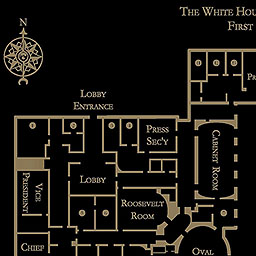 The White Hou
First
N
Lobby
Entrance
Press
Sec'y
Cabinet Room
Vice
President
Lobby
Roosevelt
Room
Chief
Oval